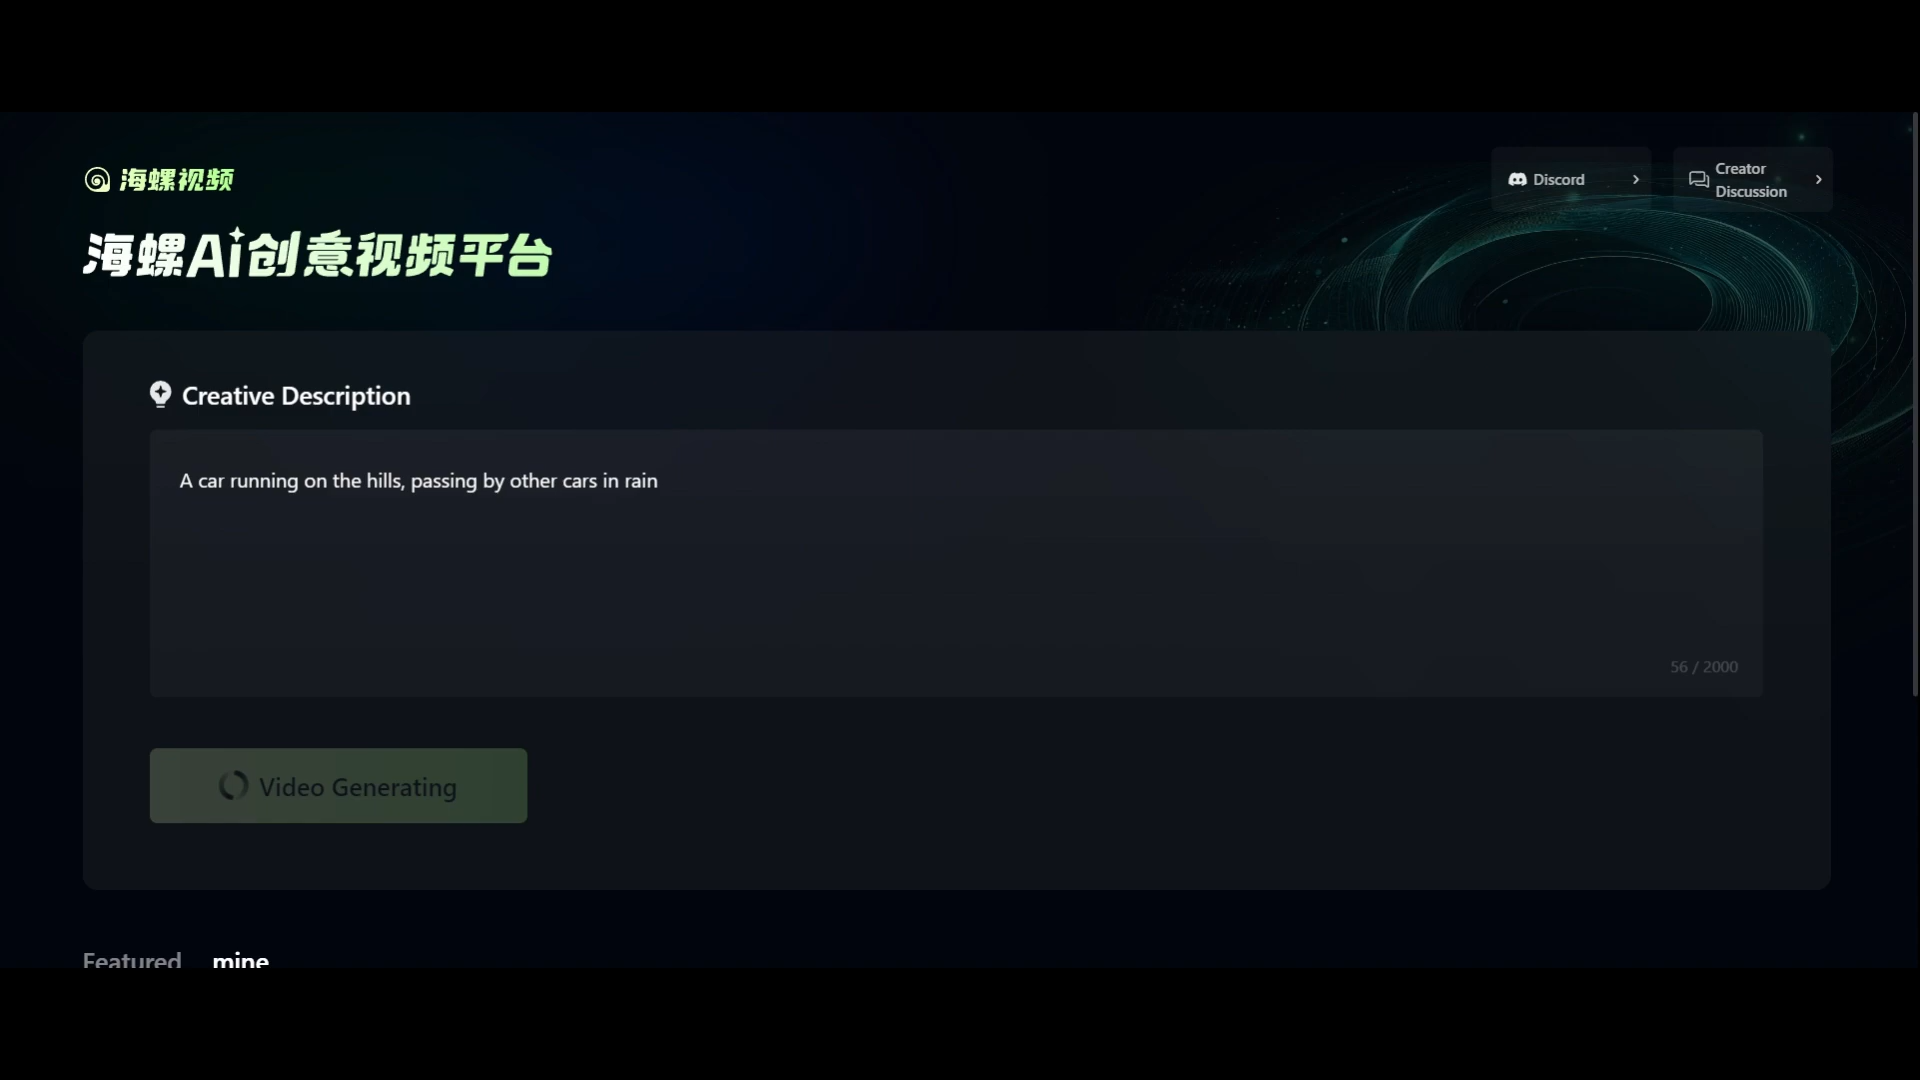 海螺视频
Discord
Creator
Discussion
海螺Ai创意视频平台
Creative Description
A car running on the hills, passing by other cars in rain
56 / 2000
Video Generating
Featured mine